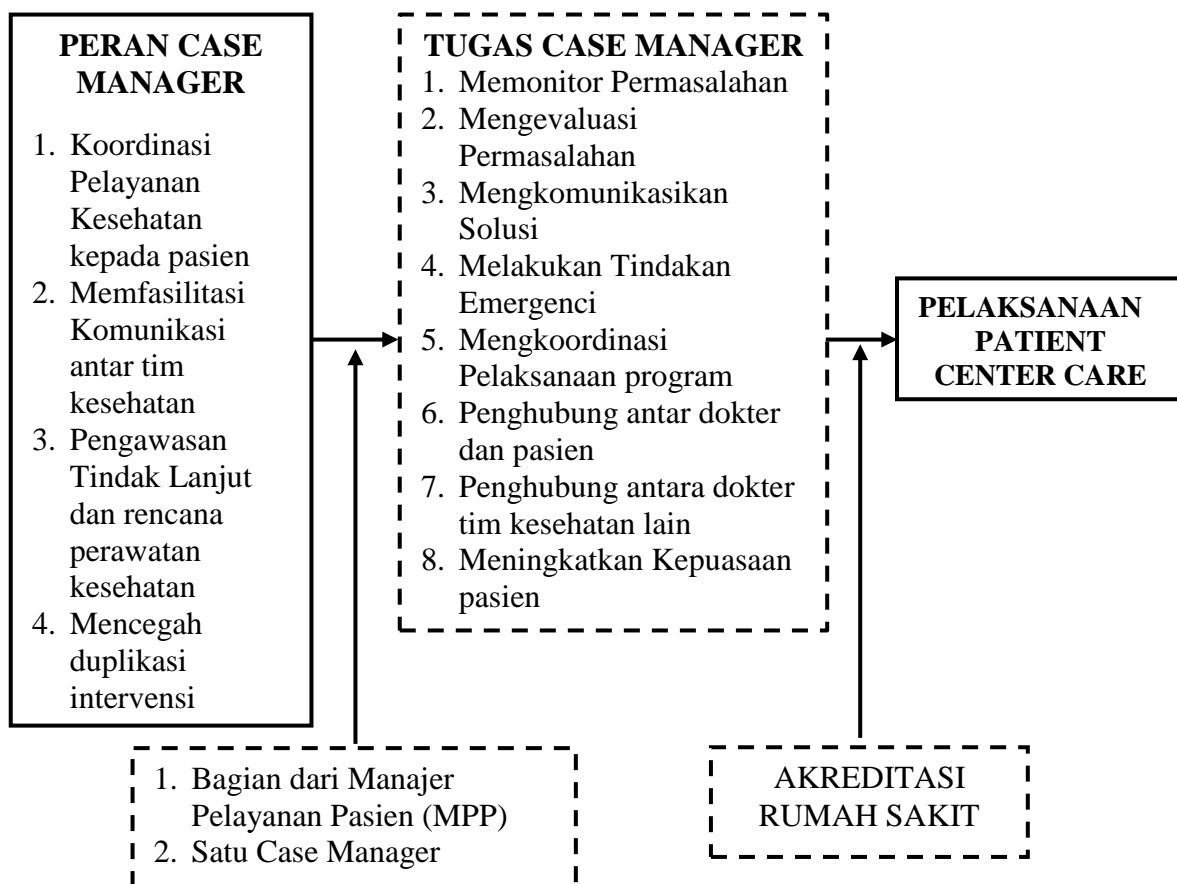 PERAN CASE
MANAGER
1. Koordinasi
Pelayanan
Kesehatan
kepada pasien
2. Memfasilitasi
Komunikasi
antar tim
kesehatan
3. Pengawasan
Tindak Lanjut
dan rencana
perawatan
kesehatan
4. Mencegah
duplikasi
intervensi
TUGAS CASE MANAGER
1. Memonitor Permasalahan
2. Mengevaluasi
Permasalahan
3. Mengkomunikasikan
Solusi
4. Melakukan Tindakan
Emergenci
5. Mengkoordinasi
Pelaksanaan program
6. Penghubung antar dokter
dan pasien
7. Penghubung antara dokter
tim kesehatan lain
8. Meningkatkan Kepuasaan
pasien
PELAKSANAAN
PATIENT
CENTER CARE
1. Bagian dari Manajer
Pelayanan Pasien (MPP)
2. Satu Case Manager
AKREDITASI
RUMAH SAKIT